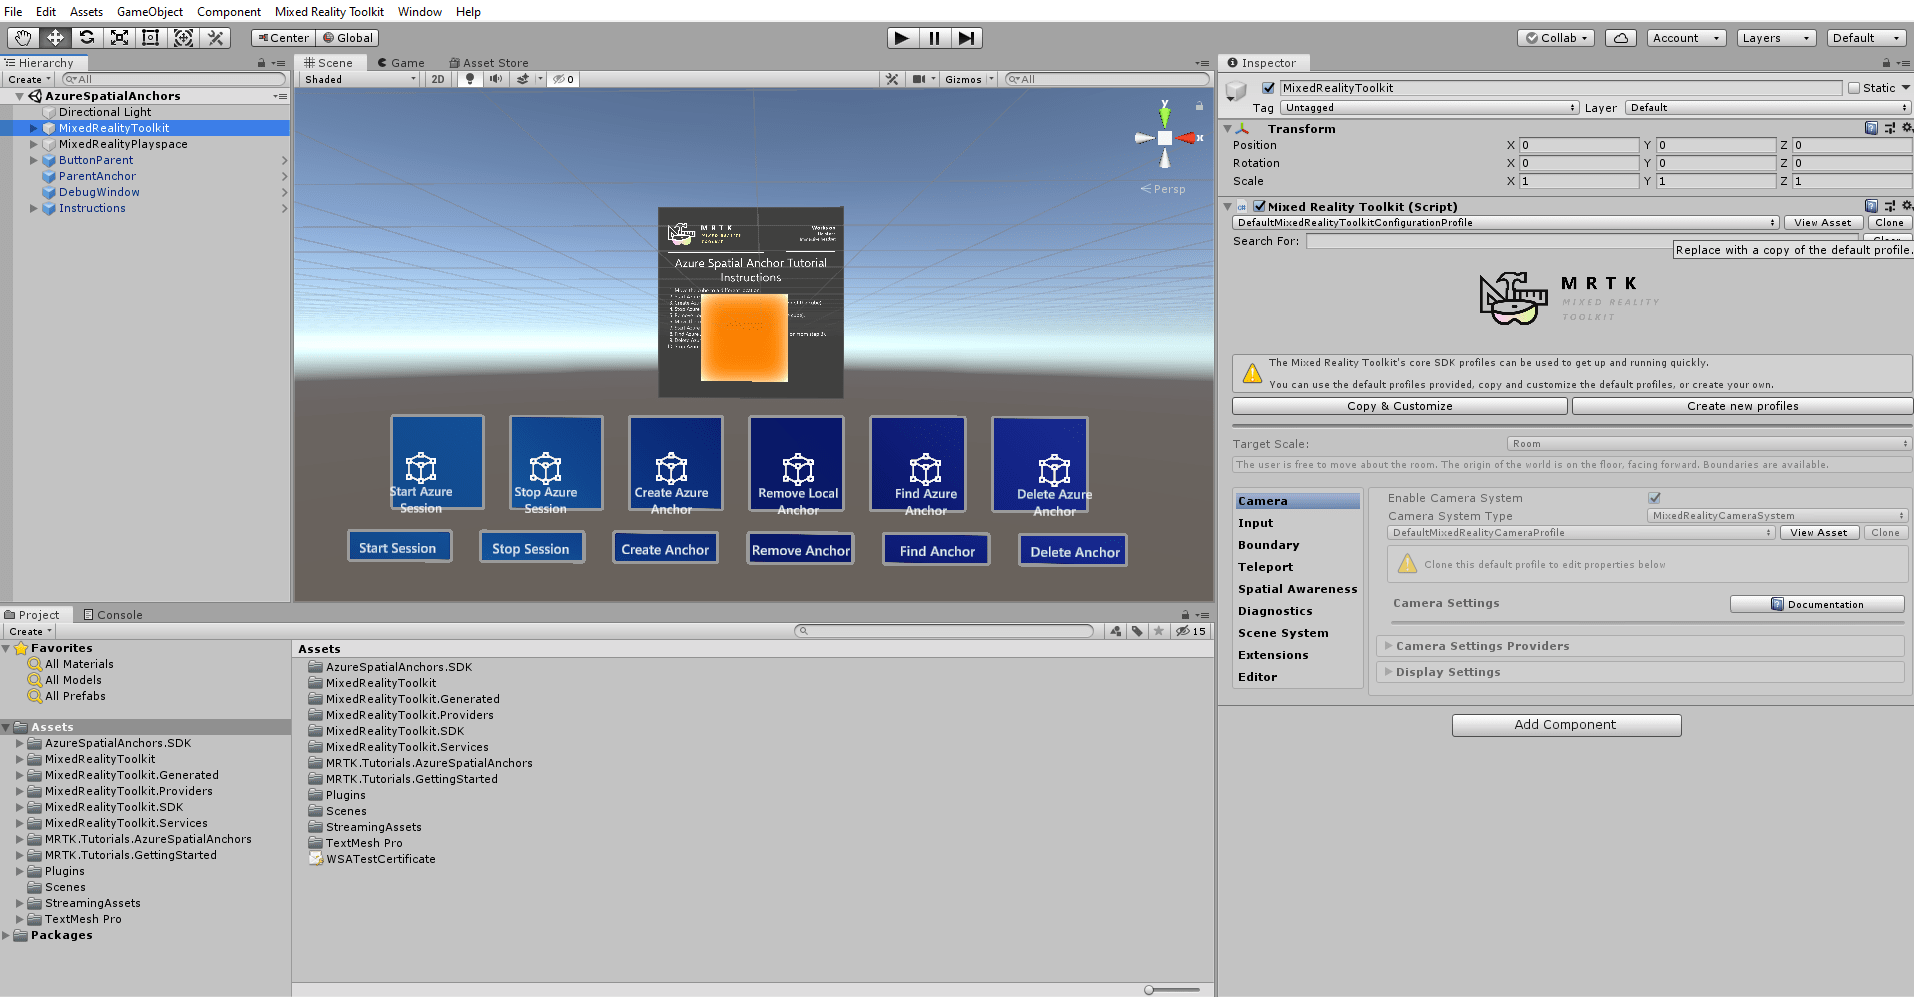 File Edit Assets GameObject Component Mixed Reality Toolkit Window Help
Center Global
Collab Account Layers Default
Hierarchy
Create All
AzureSpatialAnchors
Directional Light
MixedRealityToolkit
MixedRealityPlayspace
ButtonParent
ParentAnchor
DebugWindow
Instructions
Scene Game Asset Store
Shaded 2D 0 Gizmos All
y
x
Persp
MRTK
MIXED REALITY
TOOLKIT
Azure Spatial Anchor Tutorial
Instructions
Start Azure
Session
Stop Azure
Session
Create Azure
Anchor
Remove Local
Anchor
Find Azure
Anchor
Delete Azure
Anchor
Start Session
Stop Session
Create Anchor
Remove Anchor
Find Anchor
Delete Anchor
Inspector
MixedRealityToolkit Static
Tag Untagged Layer Default
Transform
Position X 0 Y 0 Z 0
Rotation X 0 Y 0 Z 0
Scale X 1 Y 1 Z 1
Mixed Reality Toolkit (Script)
DefaultMixedRealityToolkitConfigurationProfile View Asset Clone
Search For: Clear
Replace with a copy of the default profile.
MRTK
MIXED REALITY
TOOLKIT
The Mixed Reality Toolkit's core SDK profiles can be used to get up and running quickly.
You can use the default profiles provided, copy and customize the default profiles, or create your own.
Copy & Customize Create new profiles
Target Scale: Room
The user is free to move about the room. The origin of the world is on the floor, facing forward. Boundaries are available.
Camera
Input
Boundary
Teleport
Spatial Awareness
Diagnostics
Scene System
Extensions
Editor
Enable Camera System
Camera System Type MixedRealityCameraSystem
DefaultMixedRealityCameraProfile View Asset Clone
Clone this default profile to edit properties below
Camera Settings Documentation
Camera Settings Providers
Display Settings
Add Component
Project Console
Create 15
Favorites
All Materials
All Models
All Prefabs
Assets
AzureSpatialAnchors.SDK
MixedRealityToolkit
MixedRealityToolkit.Generated
MixedRealityToolkit.Providers
MixedRealityToolkit.SDK
MixedRealityToolkit.Services
MRTK.Tutorials.AzureSpatialAnchors
MRTK.Tutorials.GettingStarted
Plugins
Scenes
StreamingAssets
TextMesh Pro
Packages
Assets
AzureSpatialAnchors.SDK
MixedRealityToolkit
MixedRealityToolkit.Generated
MixedRealityToolkit.Providers
MixedRealityToolkit.SDK
MixedRealityToolkit.Services
MRTK.Tutorials.AzureSpatialAnchors
MRTK.Tutorials.GettingStarted
Plugins
Scenes
StreamingAssets
TextMesh Pro
WSATestCertificate